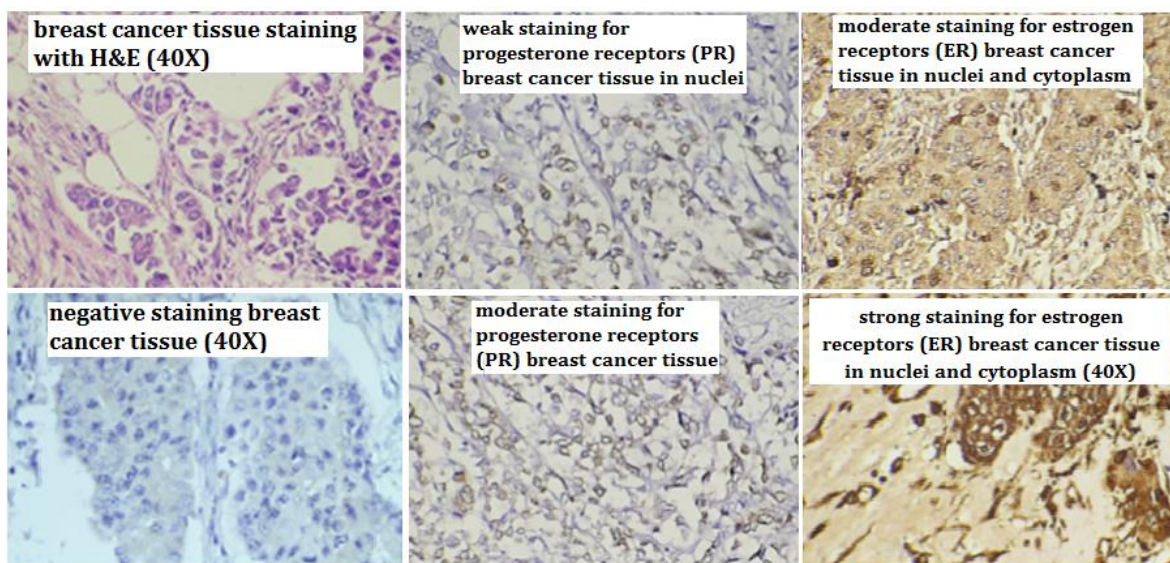 breast cancer tissue staining
with H&E (40X)
weak staining for
progesterone receptors (PR)
breast cancer tissue in nuclei
moderate staining for estrogen
receptors (ER) breast cancer
tissue in nuclei and cytoplasm
negative staining breast
cancer tissue (40X)
moderate staining for
progesterone receptors
(PR) breast cancer tissue
strong staining for estrogen
receptors (ER) breast cancer tissue
in nuclei and cytoplasm (40X)